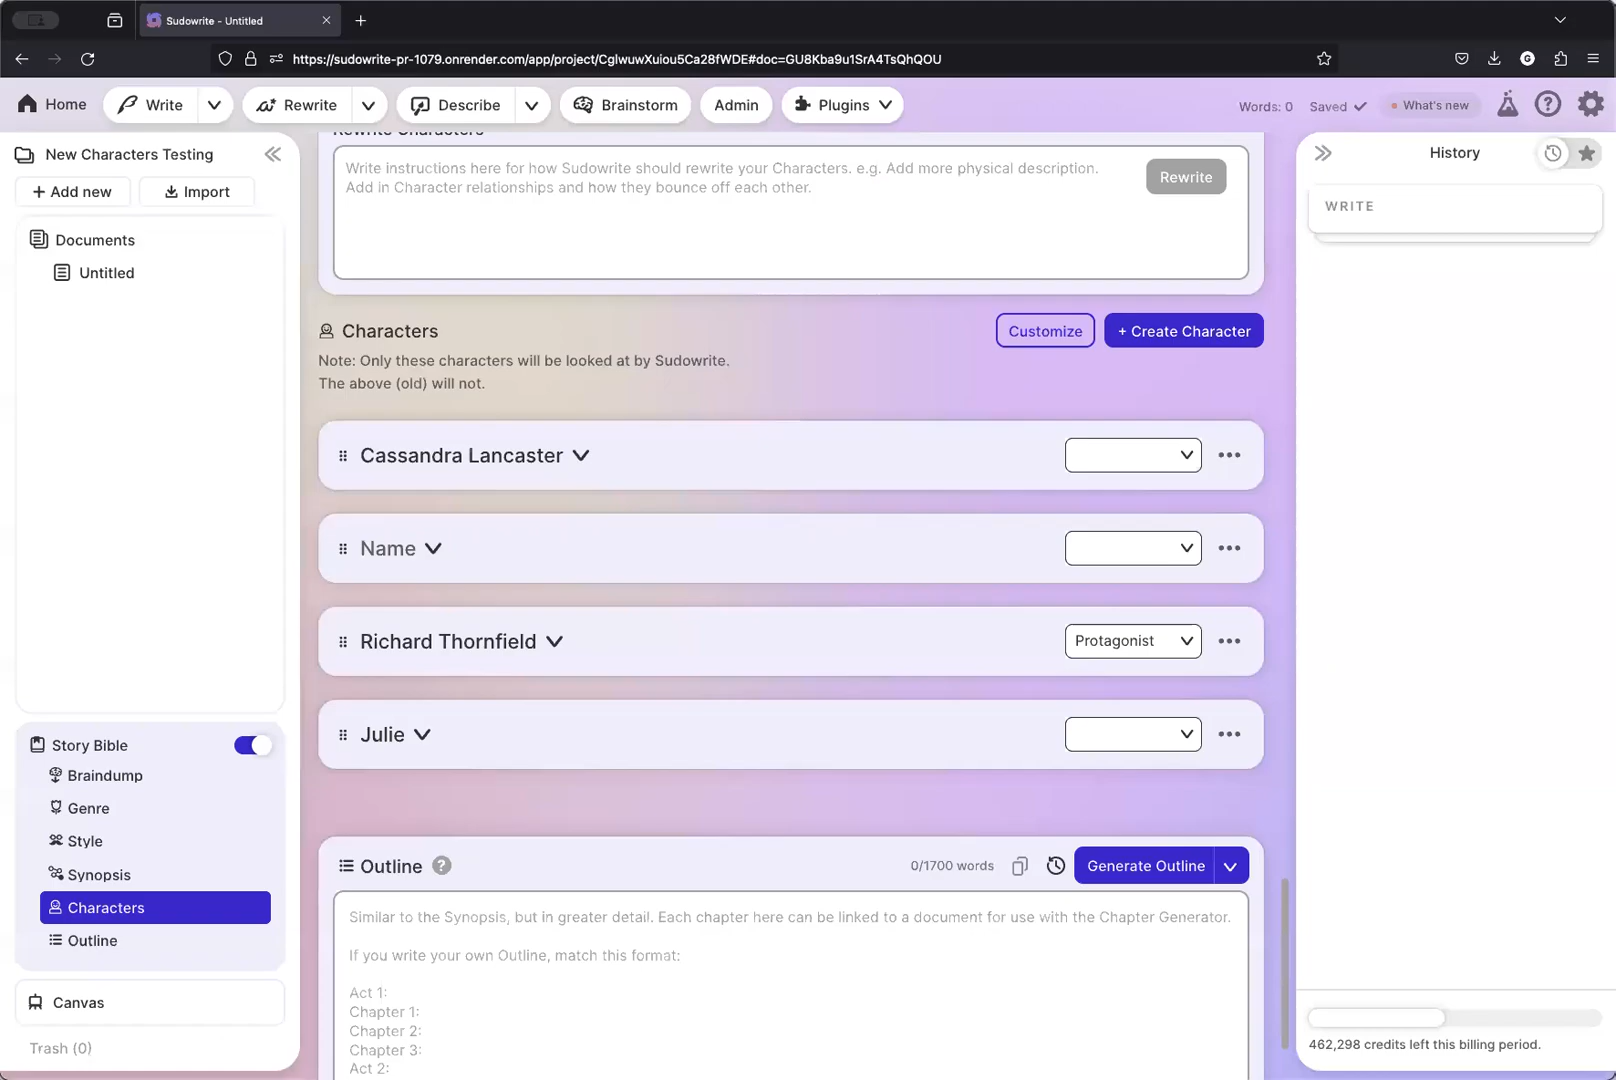 Sudowrite - Untitled
https://sudowrite-pr-1079.onrender.com/app/project/CglwuwXuiou5Ca28fWDE#doc=GU8Kba9u1SrA4TsQhQOU
Home
Write
Rewrite
Describe
Brainstorm
Admin
Plugins
Words: 0
Saved
What's new
New Characters Testing
+ Add new
Import
Documents
Untitled
Rewrite Characters
Write instructions here for how Sudowrite should rewrite your Characters. e.g. Add more physical description.
Add in Character relationships and how they bounce off each other.
Rewrite
Characters
Customize
+ Create Character
Note: Only these characters will be looked at by Sudowrite.
The above (old) will not.
Cassandra Lancaster
Name
Richard Thornfield
Protagonist
Julie
Outline
0/1700 words
Generate Outline
Similar to the Synopsis, but in greater detail. Each chapter here can be linked to a document for use with the Chapter Generator.
If you write your own Outline, match this format:
Act 1:
Chapter 1:
Chapter 2:
Chapter 3:
Act 2:
Story Bible
Braindump
Genre
Style
Synopsis
Characters
Outline
Canvas
Trash (0)
History
WRITE
462,298 credits left this billing period.